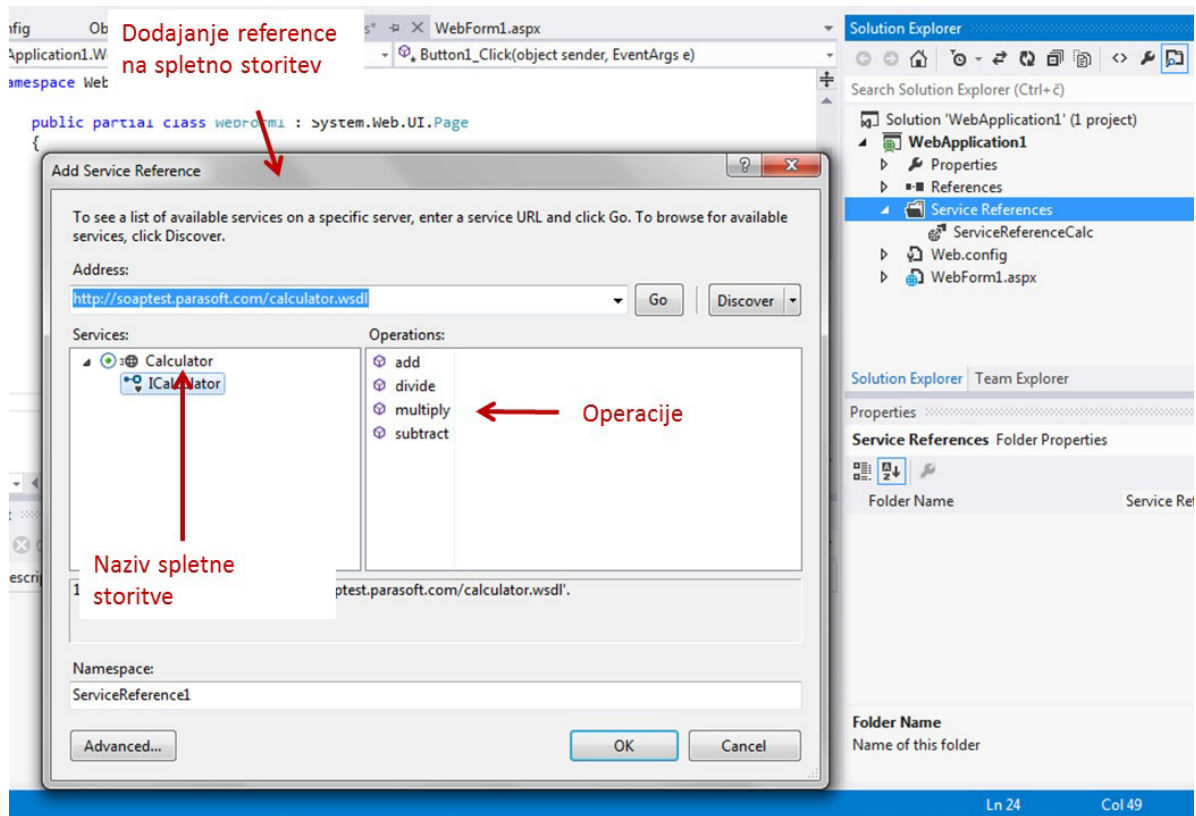 Dodajanje reference
na spletno storitev
WebForm1.aspx
Button1_Click(object sender, EventArgs e)
public partial class WebForm1 : System.Web.UI.Page
{
Add Service Reference
To see a list of available services on a specific server, enter a service URL and click Go. To browse for available
services, click Discover.
Address:
http://soaptest.parasoft.com/calculator.wsdl
Go
Discover
Services:
Operations:
Calculator
ICalculator
add
divide
multiply
subtract
Operacije
Naziv spletne
storitve
ptest.parasoft.com/calculator.wsdl'.
Namespace:
ServiceReference1
Advanced...
OK
Cancel
Solution Explorer
Search Solution Explorer (Ctrl+č)
Solution 'WebApplication1' (1 project)
WebApplication1
Properties
References
Service References
ServiceReferenceCalc
Web.config
WebForm1.aspx
Solution Explorer Team Explorer
Properties
Service References Folder Properties
Folder Name Service Ref
Folder Name
Name of this folder
Ln 24 Col 49